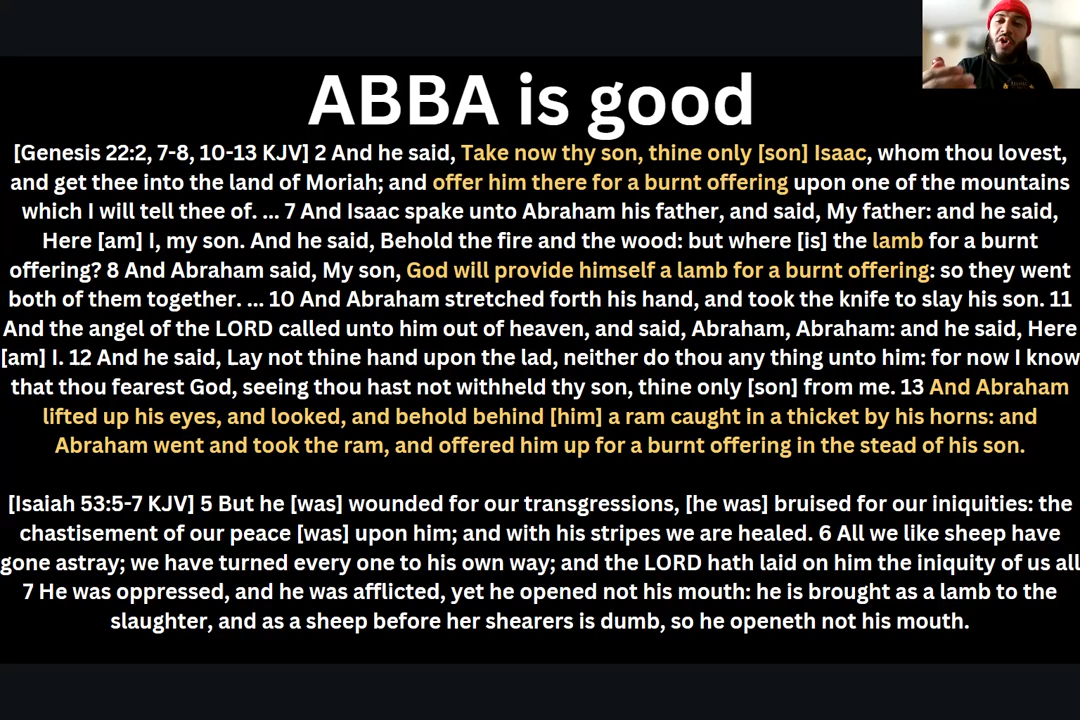 ABBA is good
[Genesis 22:2, 7-8, 10-13 KJV] 2 And he said, Take now thy son, thine only [son] Isaac, whom thou lovest,
and get thee into the land of Moriah; and offer him there for a burnt offering upon one of the mountains
which I will tell thee of. ... 7 And Isaac spake unto Abraham his father, and said, My father: and he said,
Here [am] I, my son. And he said, Behold the fire and the wood: but where [is] the lamb for a burnt
offering? 8 And Abraham said, My son, God will provide himself a lamb for a burnt offering: so they went
both of them together. ... 10 And Abraham stretched forth his hand, and took the knife to slay his son. 11
And the angel of the LORD called unto him out of heaven, and said, Abraham, Abraham: and he said, Here
[am] I. 12 And he said, Lay not thine hand upon the lad, neither do thou any thing unto him: for now I know
that thou fearest God, seeing thou hast not withheld thy son, thine only [son] from me. 13 And Abraham
lifted up his eyes, and looked, and behold behind [him] a ram caught in a thicket by his horns: and
Abraham went and took the ram, and offered him up for a burnt offering in the stead of his son.
[Isaiah 53:5-7 KJV] 5 But he [was] wounded for our transgressions, [he was] bruised for our iniquities: the
chastisement of our peace [was] upon him; and with his stripes we are healed. 6 All we like sheep have
gone astray; we have turned every one to his own way; and the LORD hath laid on him the iniquity of us all
7 He was oppressed, and he was afflicted, yet he opened not his mouth: he is brought as a lamb to the
slaughter, and as a sheep before her shearers is dumb, so he openeth not his mouth.